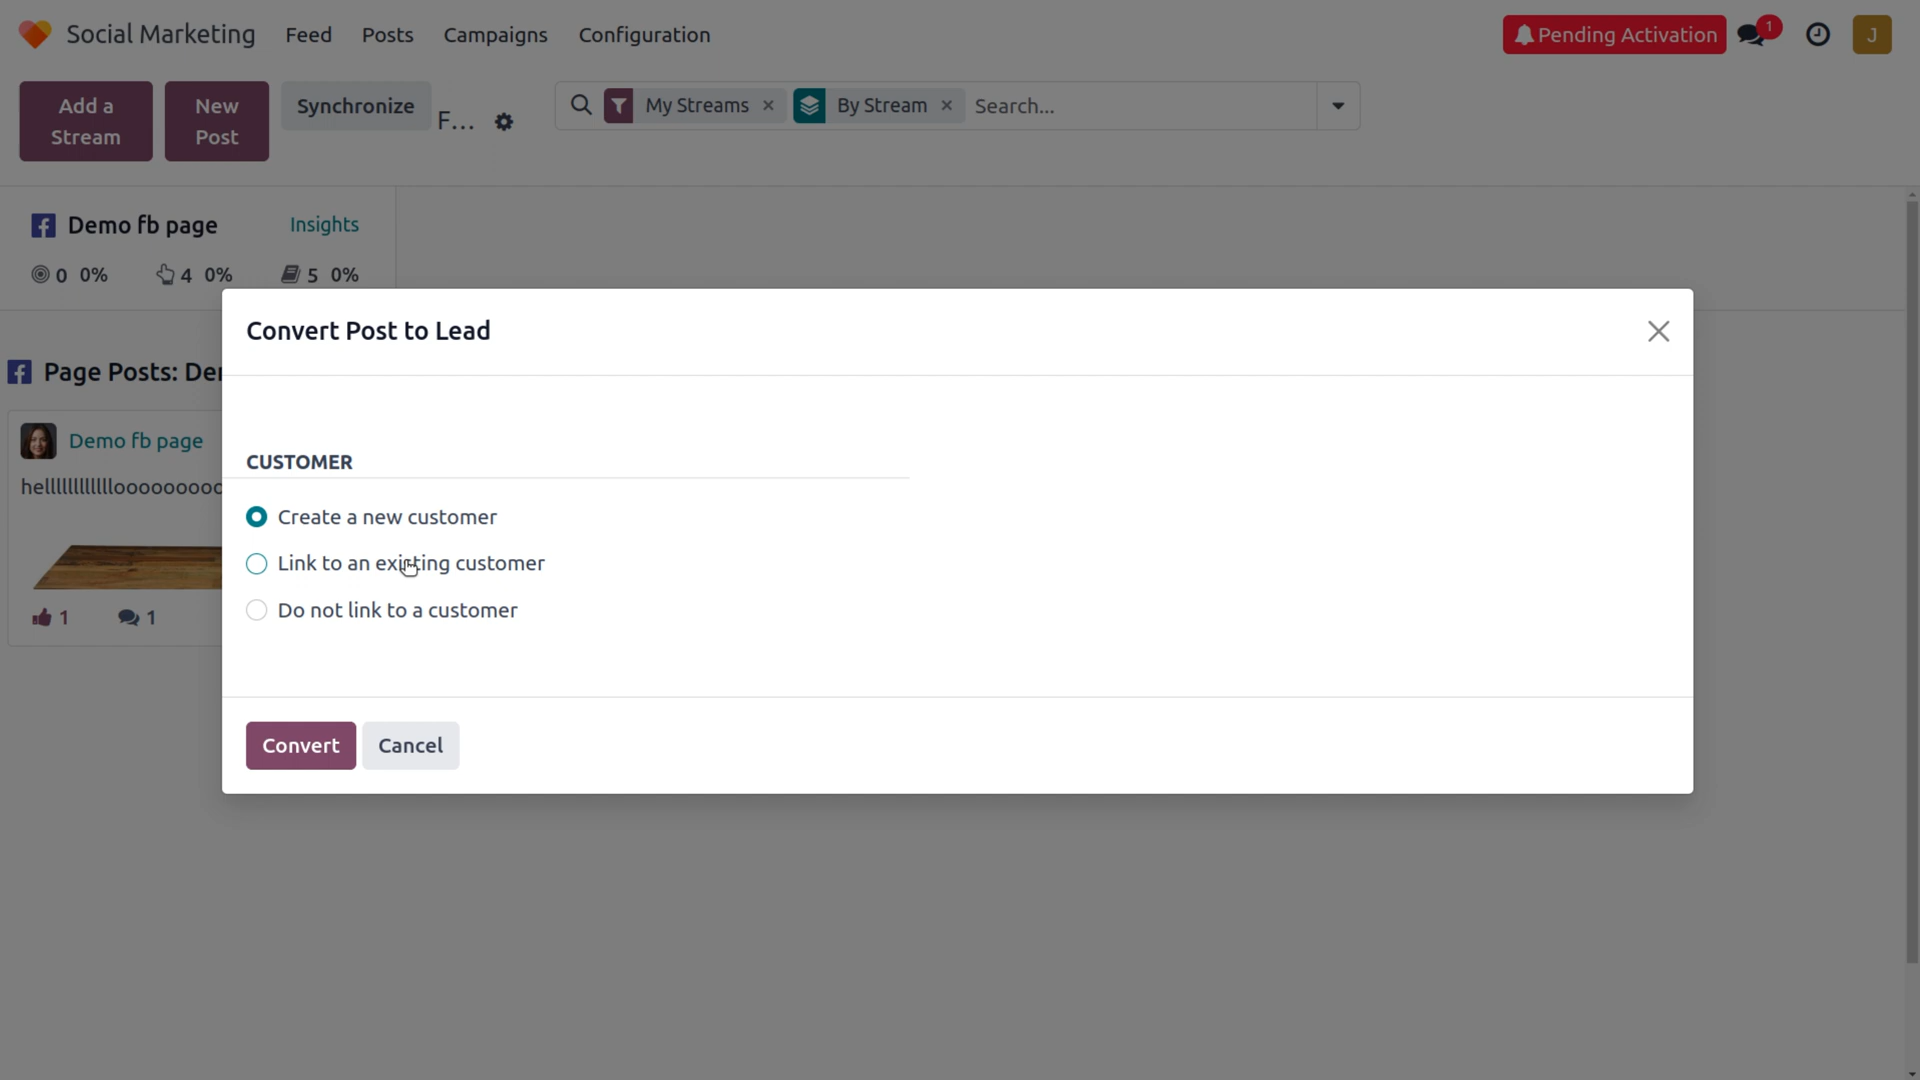 Social Marketing Feed Posts Campaigns Configuration Pending Activation 1 J
Add a Stream New Post Synchronize F... My Streams × By Stream × Search...
Demo fb page Insights
0 0% 4 0% 5 0%
Convert Post to Lead
Page Posts:
Demo fb page
CUSTOMER
Create a new customer
Link to an existing customer
Do not link to a customer
1 1
Convert Cancel